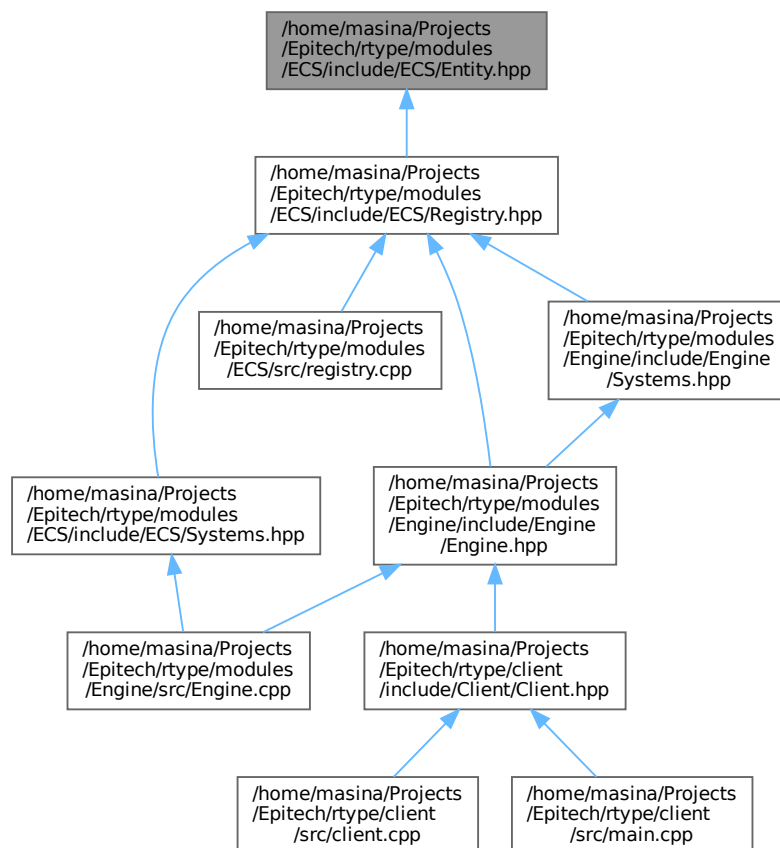 /home/masina/Projects
/Epitech/rtype/modules
/ECS/include/ECS/Entity.hpp
/home/masina/Projects
/Epitech/rtype/modules
/ECS/include/ECS/Registry.hpp
/home/masina/Projects
/Epitech/rtype/modules
/ECS/src/registry.cpp
/home/masina/Projects
/Epitech/rtype/modules
/Engine/include/Engine
/Systems.hpp
/home/masina/Projects
/Epitech/rtype/modules
/ECS/include/ECS/Systems.hpp
/home/masina/Projects
/Epitech/rtype/modules
/Engine/include/Engine
/Engine.hpp
/home/masina/Projects
/Epitech/rtype/modules
/Engine/src/Engine.cpp
/home/masina/Projects
/Epitech/rtype/client
/include/Client/Client.hpp
/home/masina/Projects
/Epitech/rtype/client
/src/client.cpp
/home/masina/Projects
/Epitech/rtype/client
/src/main.cpp